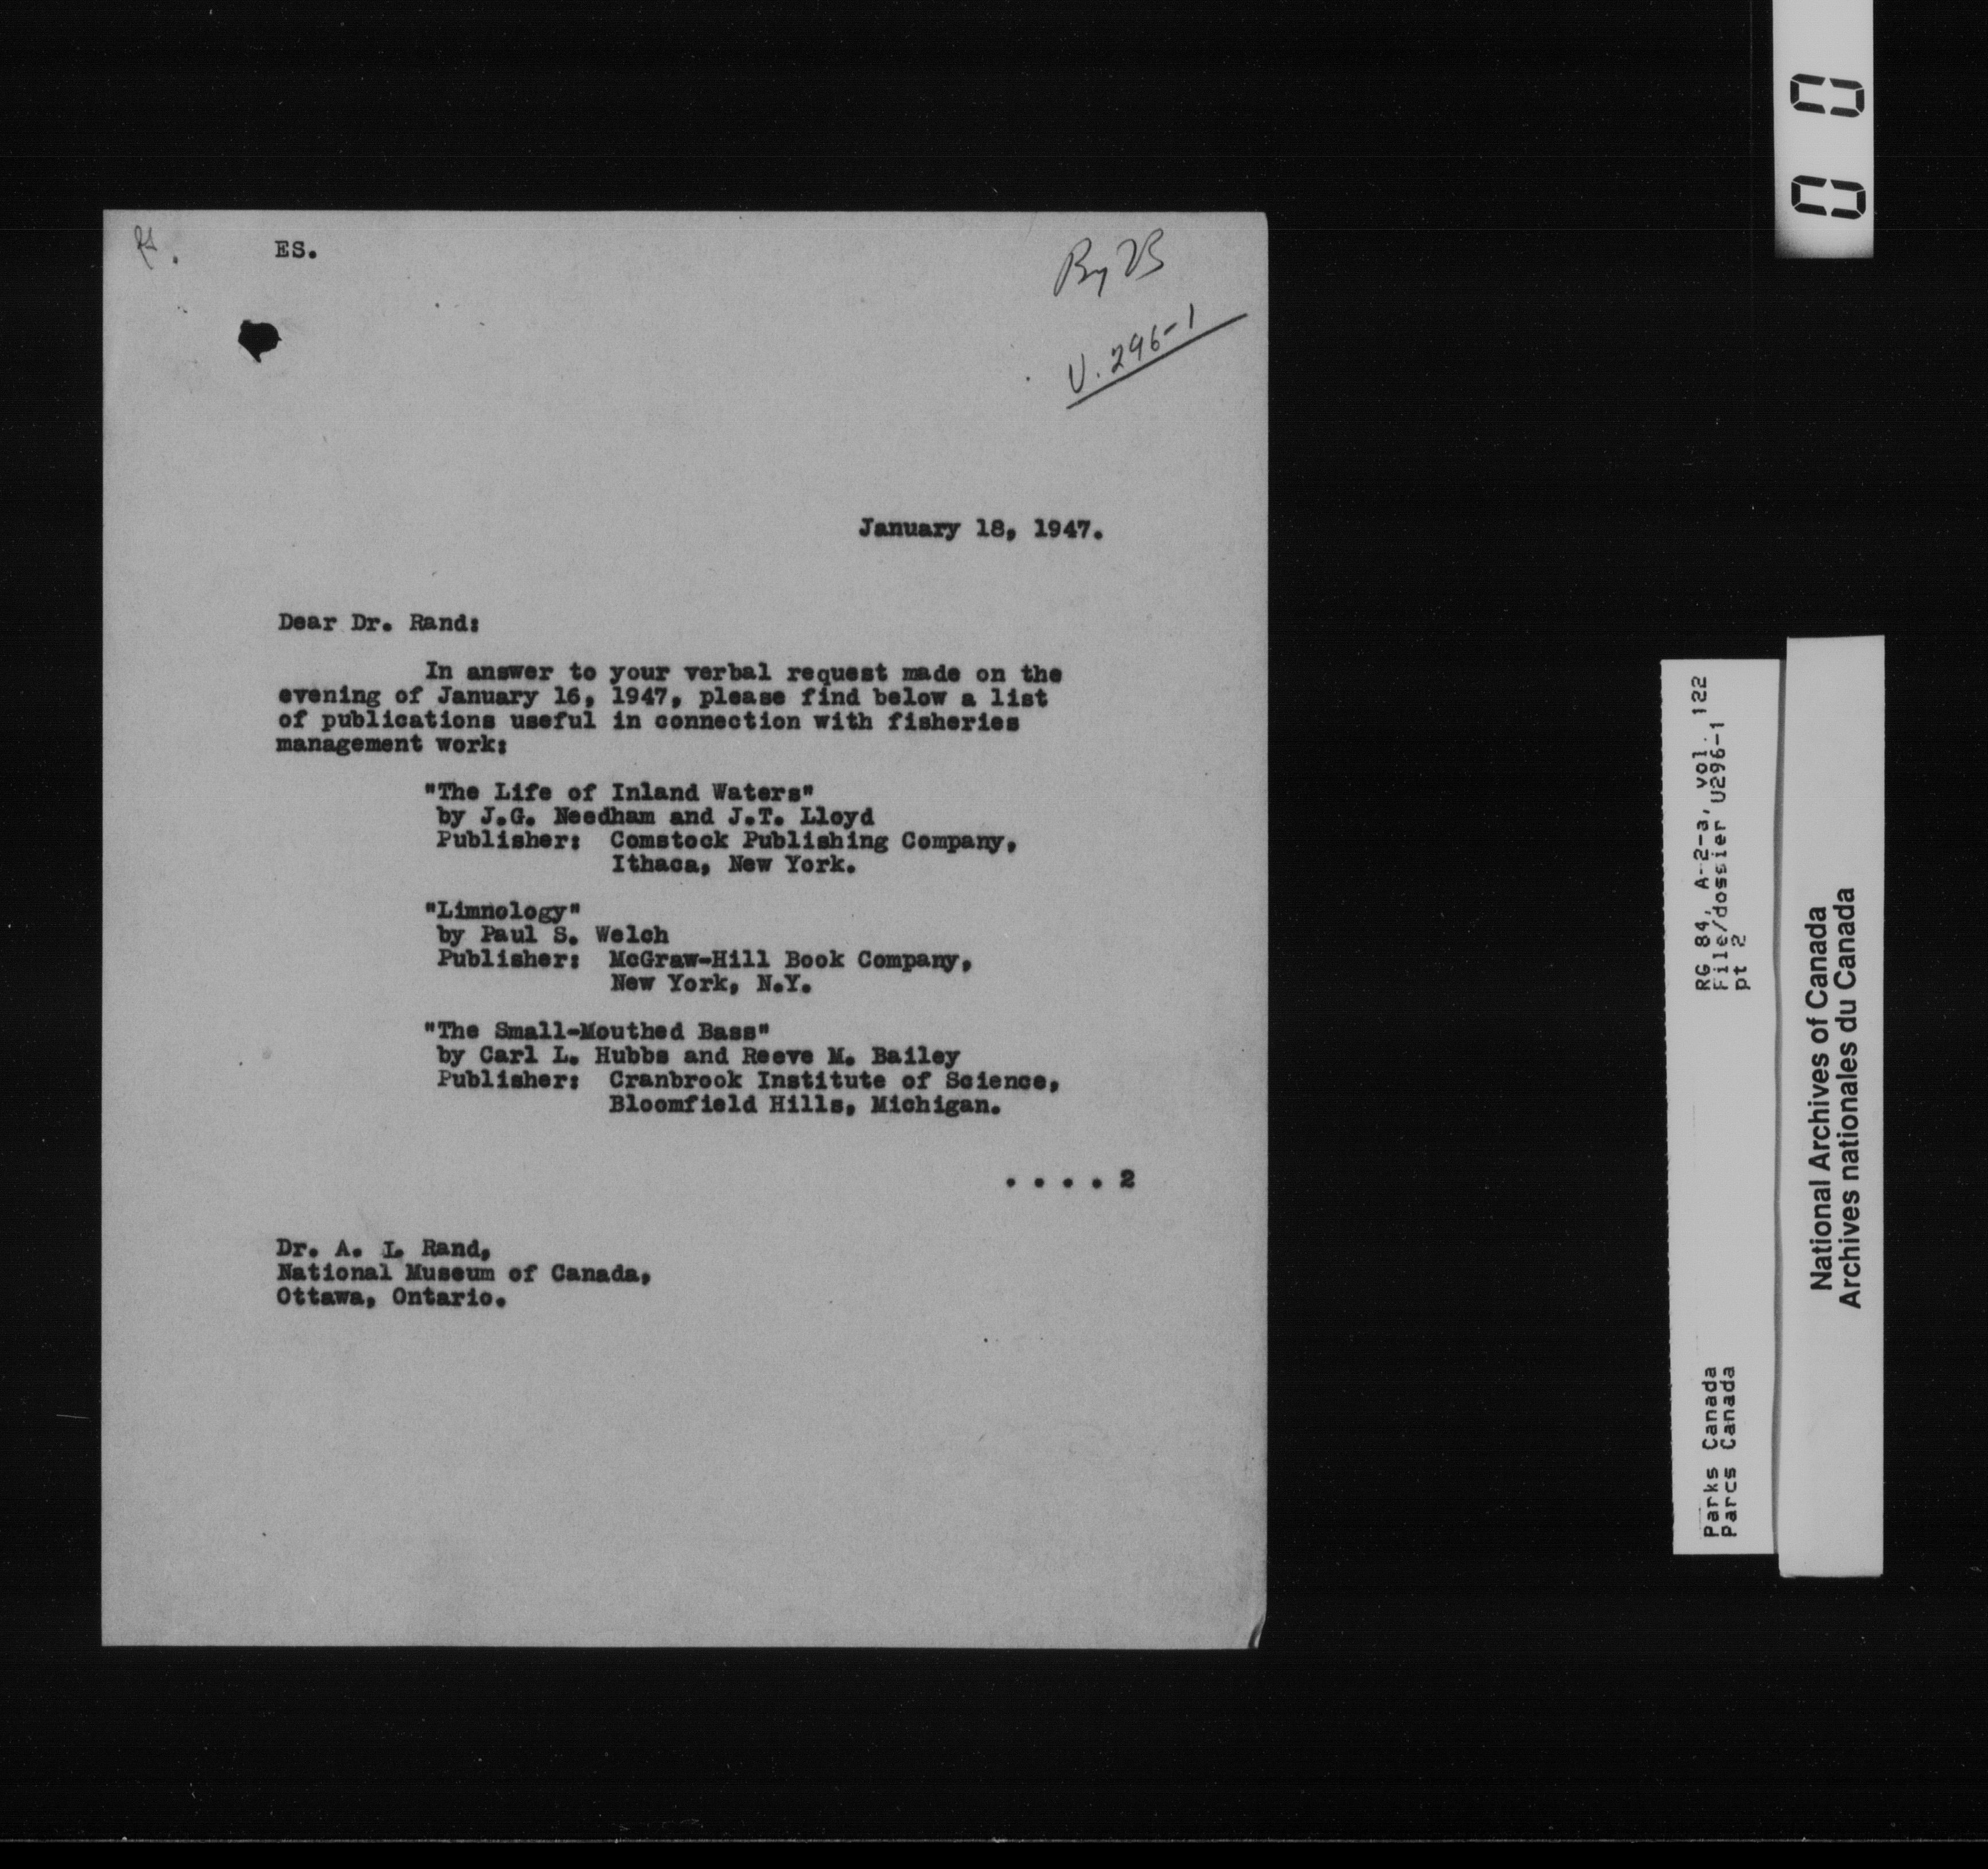 ES.
By
U.296-1
January 18, 1947.
Dear Dr. Rand:
In answer to your verbal request made on the
evening of January 16, 1947, please find below a list
of publications useful in connection with fisheries
management work:
"The Life of Inland Waters"
by J.G. Needham and J.T. Lloyd
Publisher: Comstock Publishing Company,
Ithaca, New York.
"Limnology"
by Paul S. Welch
Publisher: McGraw-Hill Book Company,
New York, N.Y.
"The Small-Mouthed Bass"
by Carl L. Hubbs and Reeve M. Bailey
Publisher: Cranbrook Institute of Science,
Bloomfield Hills, Michigan.
. . . . 2
Dr. A. L. Rand,
National Museum of Canada,
Ottawa, Ontario.
0 0
RG 84, A-2-a, vol. 122
File/dossier U296-1
pt 2
Parks Canada
Parcs Canada
National Archives of Canada
Archives nationales du Canada